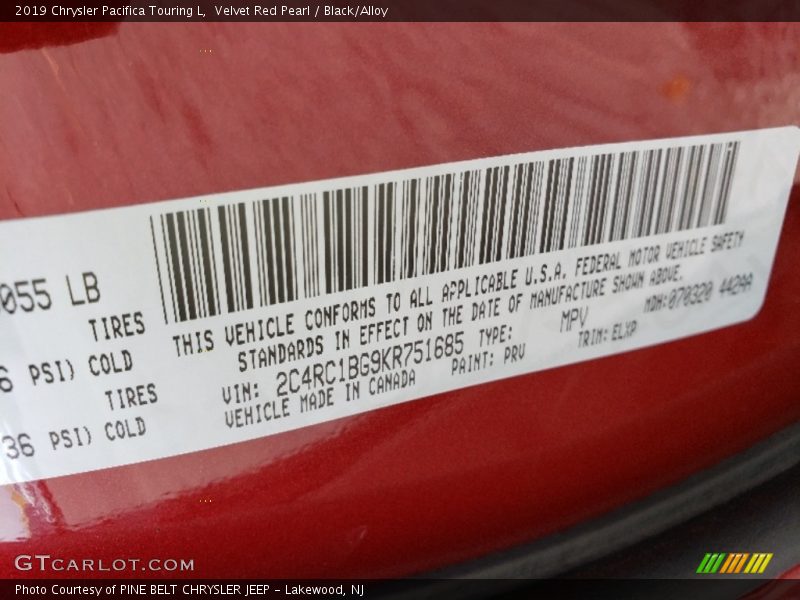 2019 Chrysler Pacifica Touring L, Velvet Red Pearl / Black/Alloy
055 LB
TIRES
6 PSI) COLD
TIRES
36 PSI) COLD
THIS VEHICLE CONFORMS TO ALL APPLICABLE U.S.A. FEDERAL MOTOR VEHICLE SAFETY
STANDARDS IN EFFECT ON THE DATE OF MANUFACTURE SHOWN ABOVE.
VIN: 2C4RC1BG9KR751685 TYPE: MPV MDH:070320 442AA
VEHICLE MADE IN CANADA PAINT: PRV TRIM:ELXP
GTCARLOT.COM
Photo Courtesy of PINE BELT CHRYSLER JEEP - Lakewood, NJ